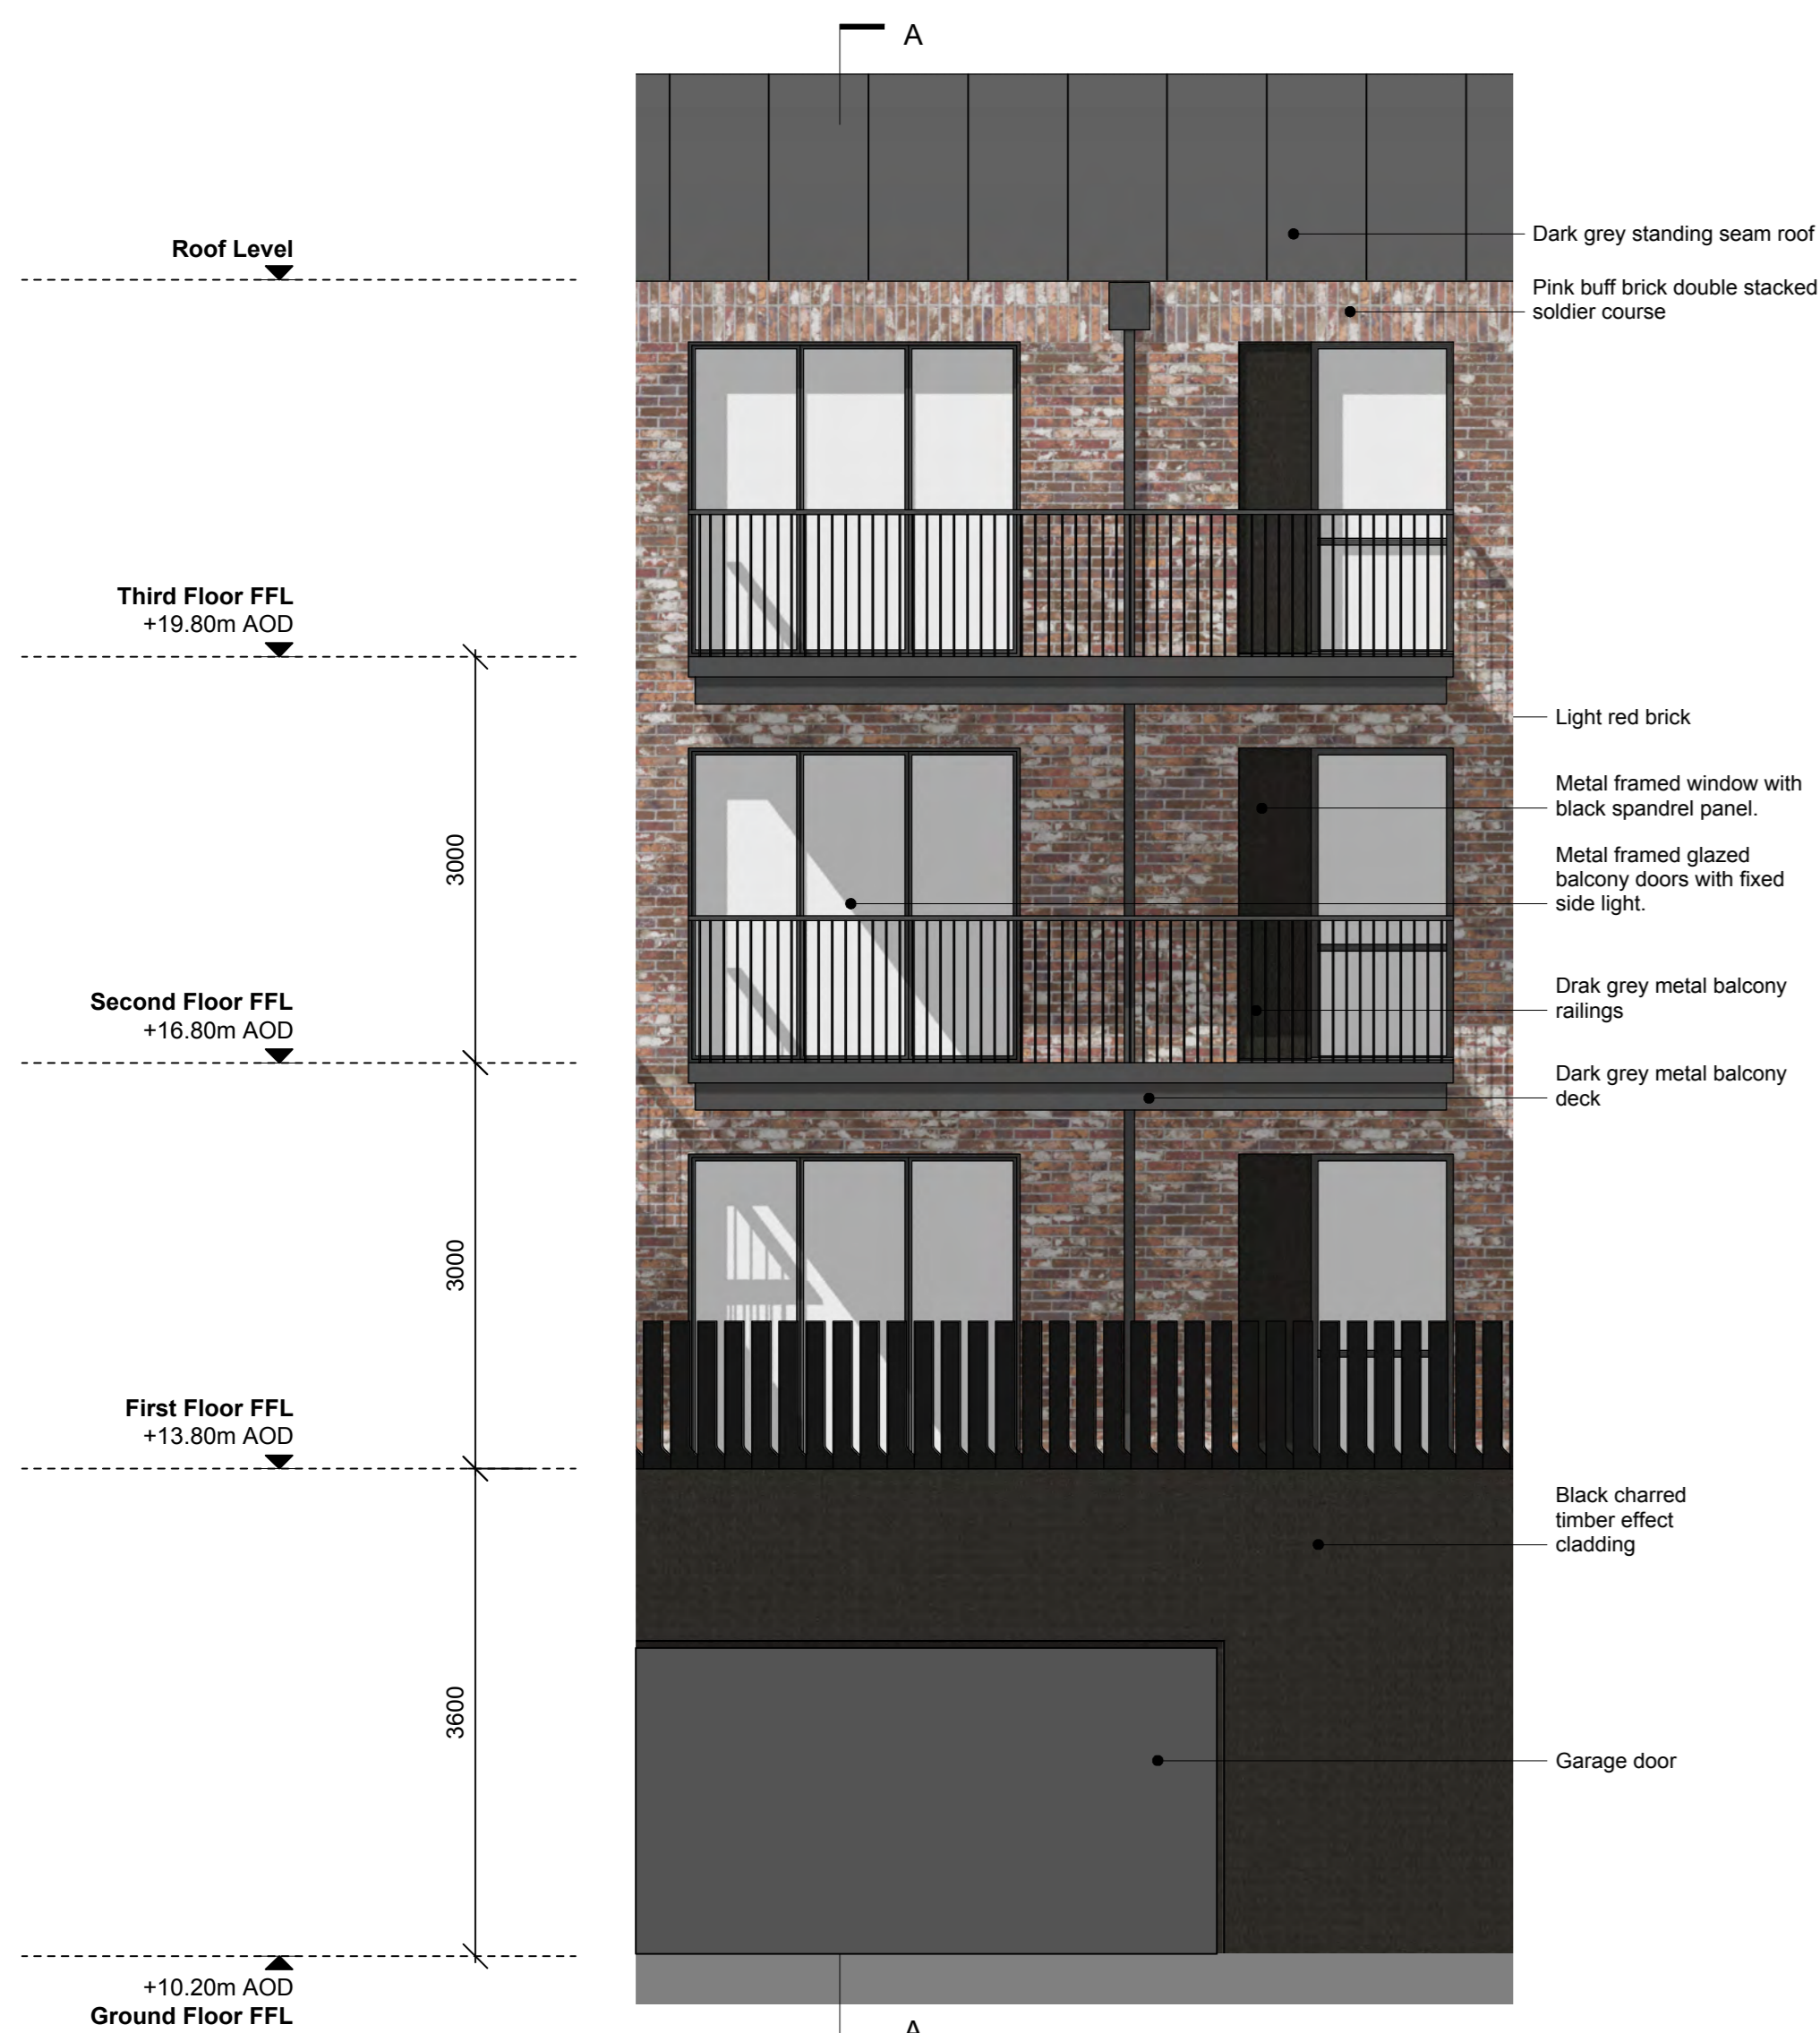 A
Roof Level
Dark grey standing seam roof
Pink buff brick double stacked
soldier course
Third Floor FFL
+19.80m AOD
Light red brick
Metal framed window with
black spandrel panel.
3000
Metal framed glazed
balcony doors with fixed
side light.
Second Floor FFL
+16.80m AOD
Drak grey metal balcony
railings
Dark grey metal balcony
deck
3000
First Floor FFL
+13.80m AOD
Black charred
timber effect
cladding
3600
Garage door
+10.20m AOD
Ground Floor FFL
A